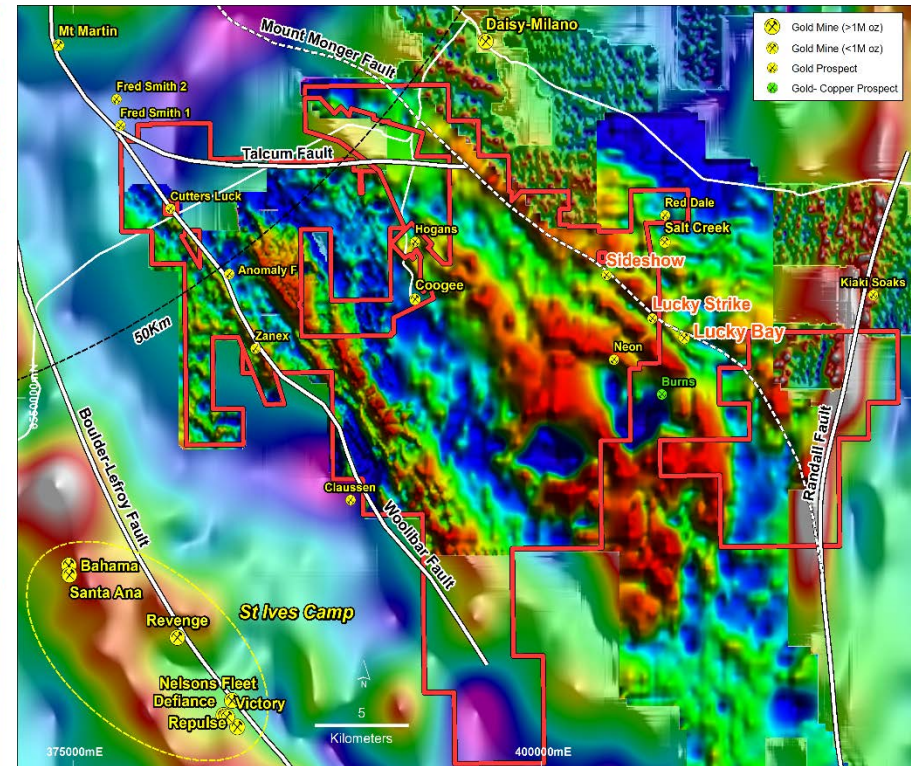 Mt Martin
Daisy-Milano
Mount Monger Fault
Gold Mine (>1M oz)
Gold Mine (<1M oz)
Gold Prospect
Gold- Copper Prospect
Fred Smith 2
Fred Smith 1
Talcum Fault
Cutters Luck
Red Dale
Hogans
Salt Creek
Anomaly F
Sideshow
Coogee
Kiaki Soaks
50Km
Lucky Strike
Lucky Bay
Zanex
Neon
Burns
6550000mN
Boulder-Lefroy Fault
Randall Fault
Claussen
Woolibar Fault
Bahama
Santa Ana
St Ives Camp
Revenge
N
Nelsons Fleet
Defiance
Victory
Repulse
5
Kilometers
375000mE
400000mE